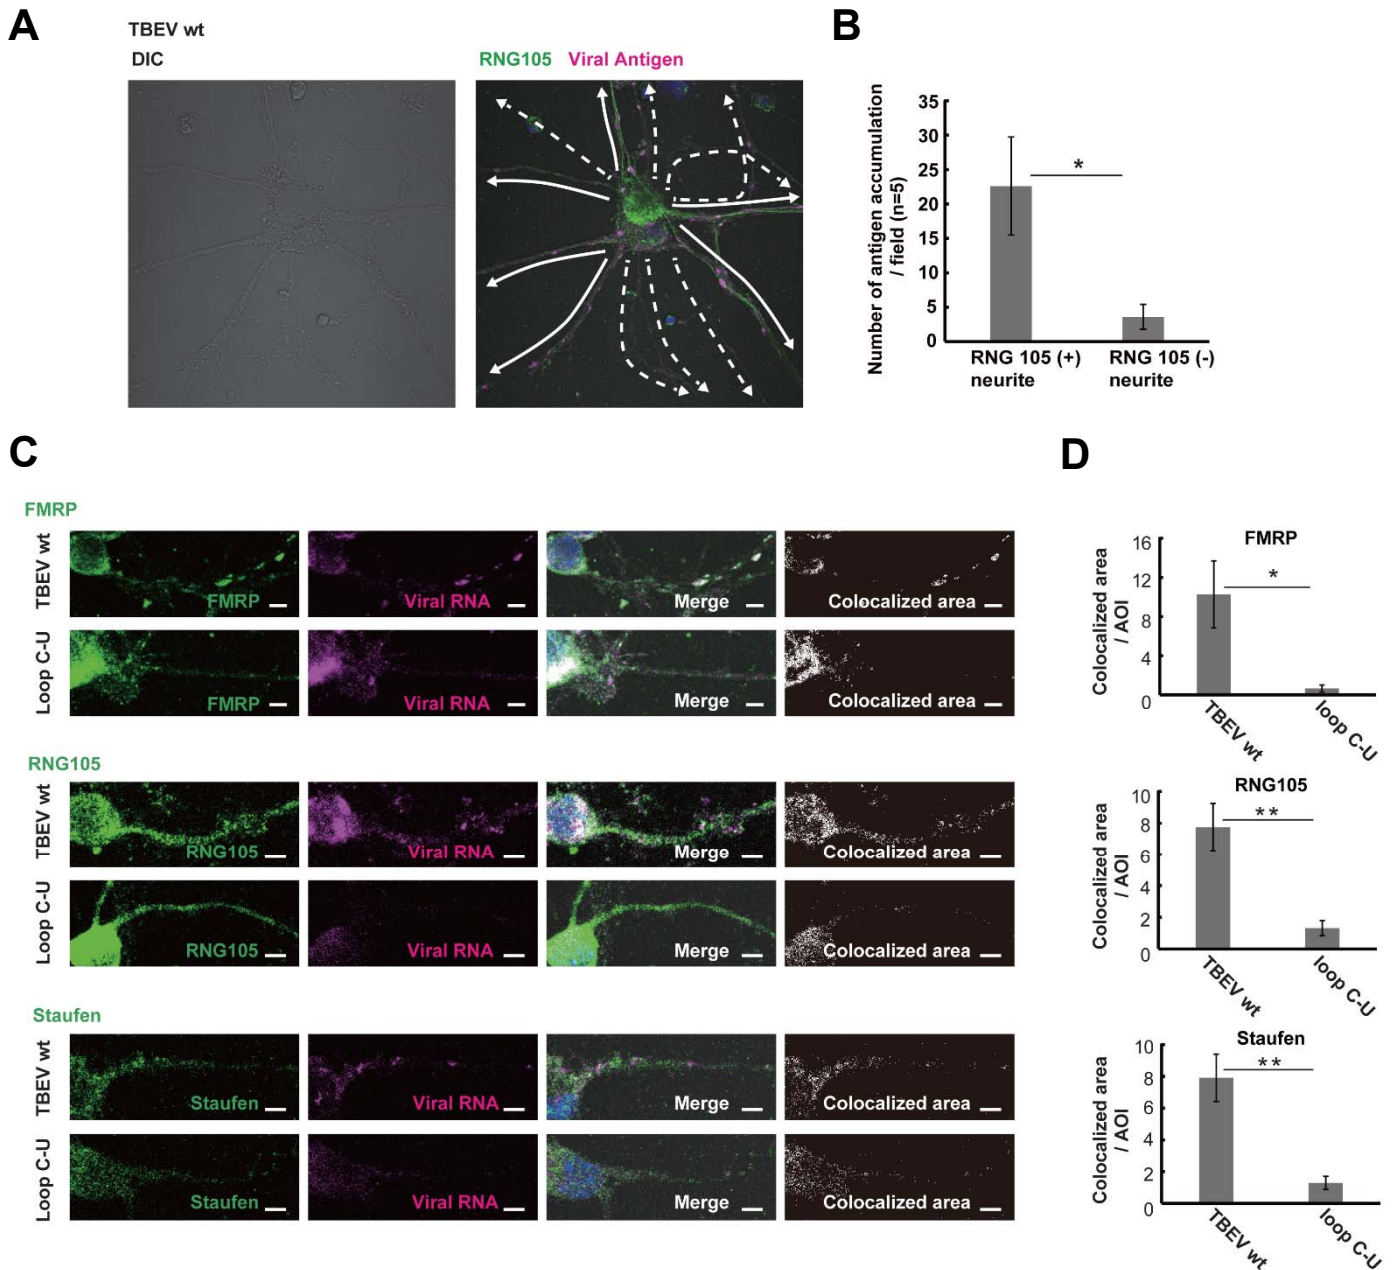 A
TBEV wt
DIC
RNG105 Viral Antigen
B
Number of antigen accumulation
/ field (n=5)
35
30
25
20
15
10
5
0
*
RNG 105 (+)
neurite
RNG 105 (-)
neurite
C
FMRP
TBEV wt
FMRP
Viral RNA
Merge
Colocalized area
Loop C-U
FMRP
Viral RNA
Merge
Colocalized area
RNG105
TBEV wt
RNG105
Viral RNA
Merge
Colocalized area
Loop C-U
RNG105
Viral RNA
Merge
Colocalized area
Staufen
TBEV wt
Staufen
Viral RNA
Merge
Colocalized area
Loop C-U
Staufen
Viral RNA
Merge
Colocalized area
D
FMRP
Colocalized area
/ AOI
16
12
8
4
0
*
TBEV wt
loop C-U
RNG105
Colocalized area
/ AOI
10
8
6
4
2
0
**
TBEV wt
loop C-U
Staufen
Colocalized area
/ AOI
10
8
6
4
2
0
**
TBEV wt
loop C-U